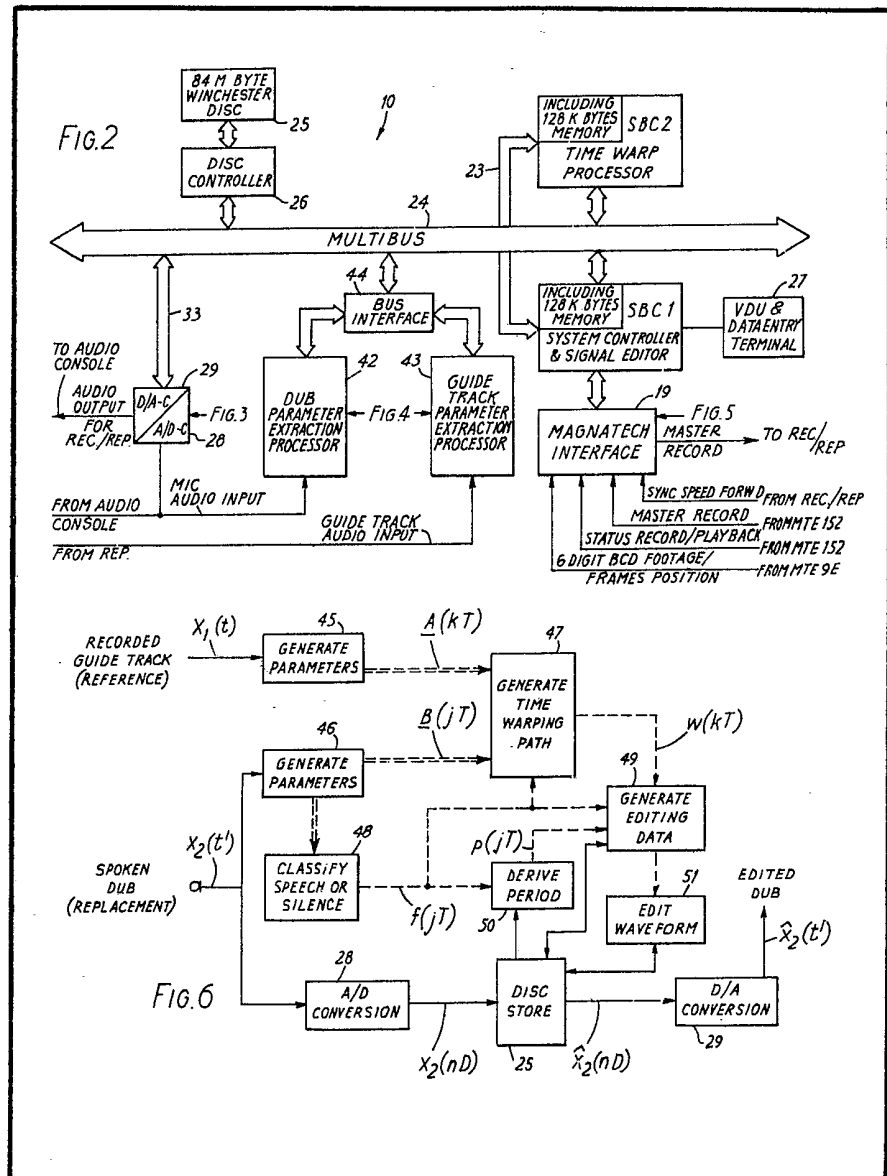 FIG.2
84 M BYTE
WINCHESTER
DISC
25
10
DISC
CONTROLLER
26
INCLUDING
128 K BYTES
MEMORY
SBC2
TIME WARP
PROCESSOR
23
24
MULTIBUS
33
44
BUS
INTERFACE
INCLUDING
128 K BYTES
MEMORY
SBC 1
SYSTEM CONTROLLER
& SIGNAL EDITOR
27
VDU &
DATA ENTRY
TERMINAL
TO AUDIO
CONSOLE
AUDIO
OUTPUT
FOR
REC./REP.
29
D/A-C
A/D-C
28
FIG.3
42
DUB
PARAMETER
EXTRACTION
PROCESSOR
FIG.4
43
GUIDE
TRACK
PARAMETER
EXTRACTION
PROCESSOR
19
MAGNATECH
INTERFACE
FIG.5
MASTER
RECORD
TO REC/
REP
MIC
AUDIO INPUT
FROM AUDIO
CONSOLE
GUIDE TRACK
AUDIO INPUT
FROM REP.
SYNC SPEED FORWD
FROM REC./REP
MASTER RECORD
FROM MTE 152
STATUS RECORD/PLAYBACK
FROM MTE 152
6 DIGIT BCD FOOTAGE/
FRAMES POSITION
FROM MTE 9E
RECORDED
GUIDE TRACK
(REFERENCE)
X₁(t)
45
GENERATE
PARAMETERS
A(kT)
47
GENERATE
TIME
WARPING
PATH
W(kT)
46
GENERATE
PARAMETERS
B(jT)
49
GENERATE
EDITING
DATA
SPOKEN
DUB
(REPLACEMENT)
X₂(t')
48
CLASSIFY
SPEECH OR
SILENCE
f(jT)
P(jT)
DERIVE
PERIOD
50
51
EDIT
WAVEFORM
EDITED
DUB
X̂₂(t')
FIG.6
28
A/D
CONVERSION
X₂(nD)
DISC
STORE
25
X̂₂(nD)
D/A
CONVERSION
29